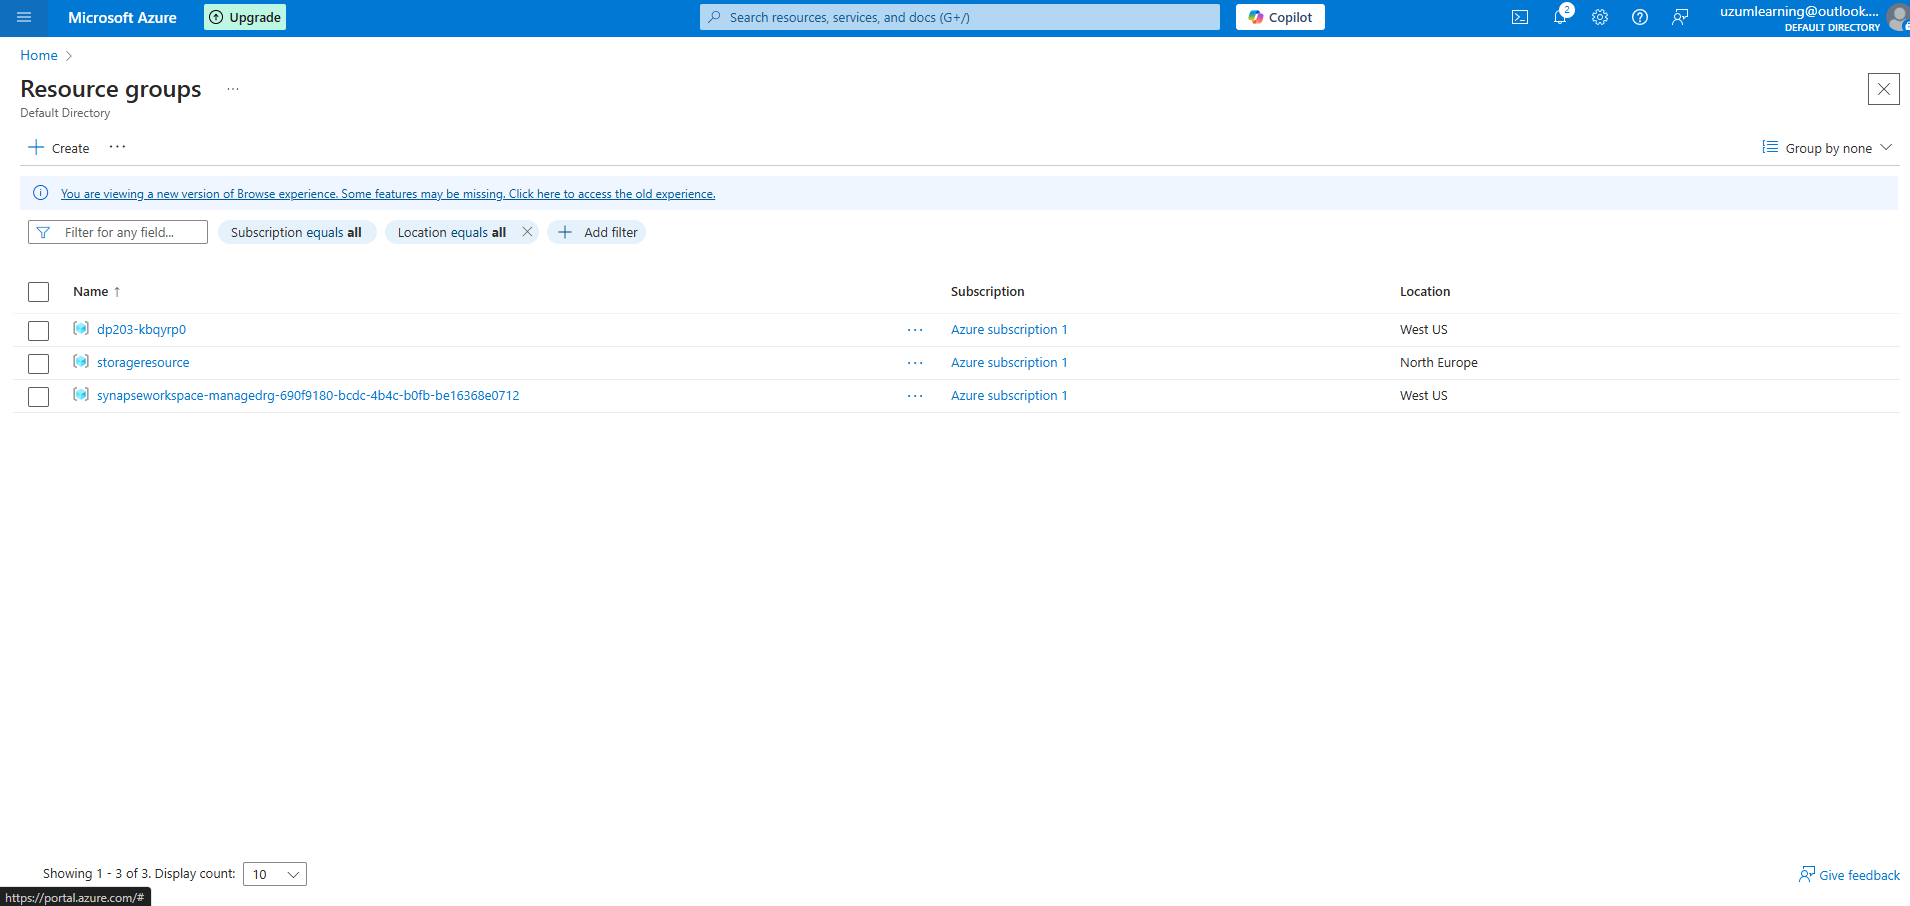 Microsoft Azure
Upgrade
Search resources, services, and docs (G+/)
Copilot
2
uzumlearning@outlook....
DEFAULT DIRECTORY
Home
Resource groups ...
Default Directory
Create ...
Group by none
You are viewing a new version of Browse experience. Some features may be missing. Click here to access the old experience.
Filter for any field...
Subscription equals all
Location equals all
Add filter
Name ↑ Subscription Location
dp203-kbqyrp0 ... Azure subscription 1 West US
storageresource ... Azure subscription 1 North Europe
synapseworkspace-managedrg-690f9180-bcdc-4b4c-b0fb-be16368e0712 ... Azure subscription 1 West US
Showing 1 - 3 of 3. Display count: 10
Give feedback
https://portal.azure.com/#